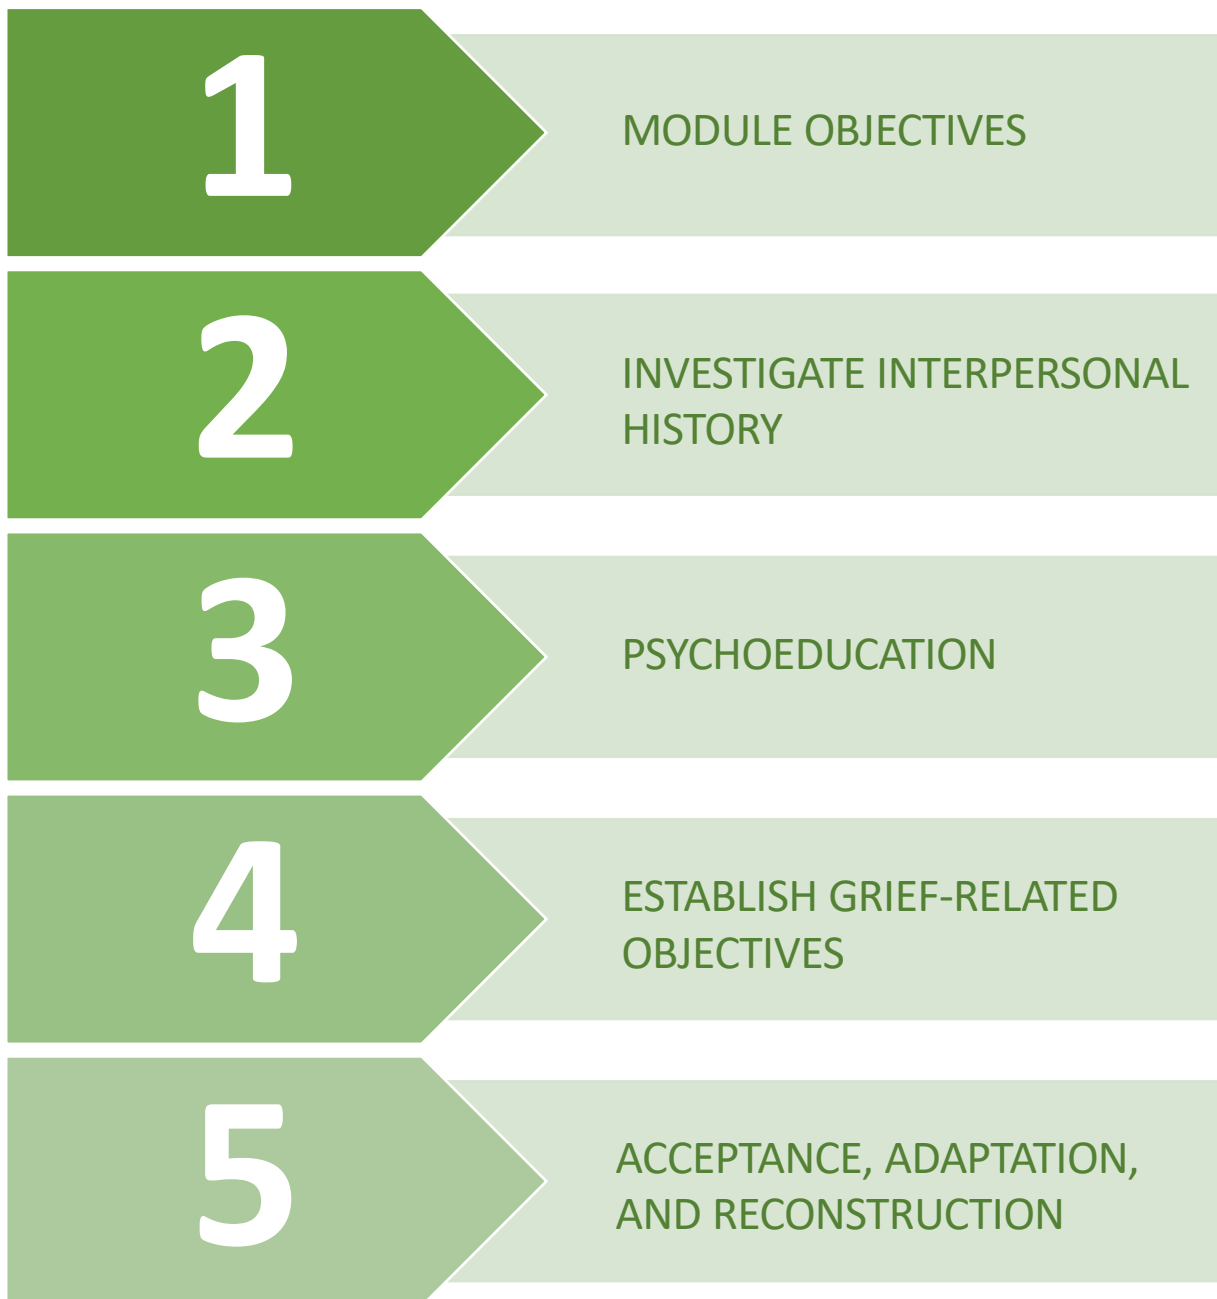 1
MODULE OBJECTIVES
2
INVESTIGATE INTERPERSONAL
HISTORY
3
PSYCHOEDUCATION
4
ESTABLISH GRIEF-RELATED
OBJECTIVES
5
ACCEPTANCE, ADAPTATION,
AND RECONSTRUCTION